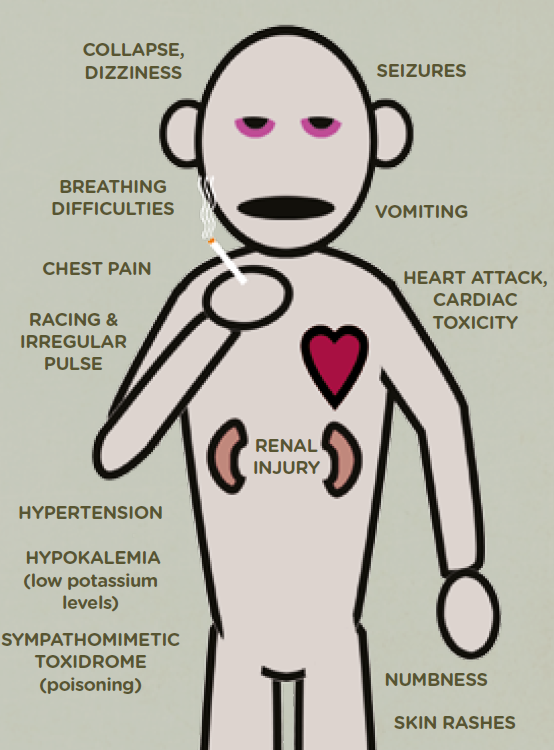 COLLAPSE,
DIZZINESS
SEIZURES
BREATHING
DIFFICULTIES
VOMITING
CHEST PAIN
HEART ATTACK,
CARDIAC
TOXICITY
RACING &
IRREGULAR
PULSE
RENAL
INJURY
HYPERTENSION
HYPOKALEMIA
(low potassium
levels)
SYMPATHOMIMETIC
TOXIDROME
(poisoning)
NUMBNESS
SKIN RASHES